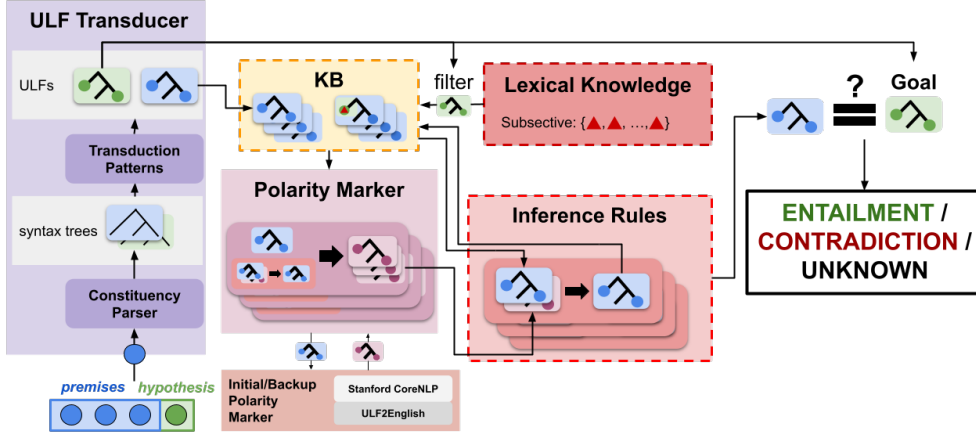 ULF Transducer
ULFs
Transduction
Patterns
syntax trees
Constituency
Parser
premises
hypothesis
KB
filter
Lexical Knowledge
Subsective: {▲,▲, ...,▲}
Goal
?
=
Polarity Marker
Inference Rules
ENTAILMENT /
CONTRADICTION /
UNKNOWN
Initial/Backup
Polarity
Marker
Stanford CoreNLP
ULF2English